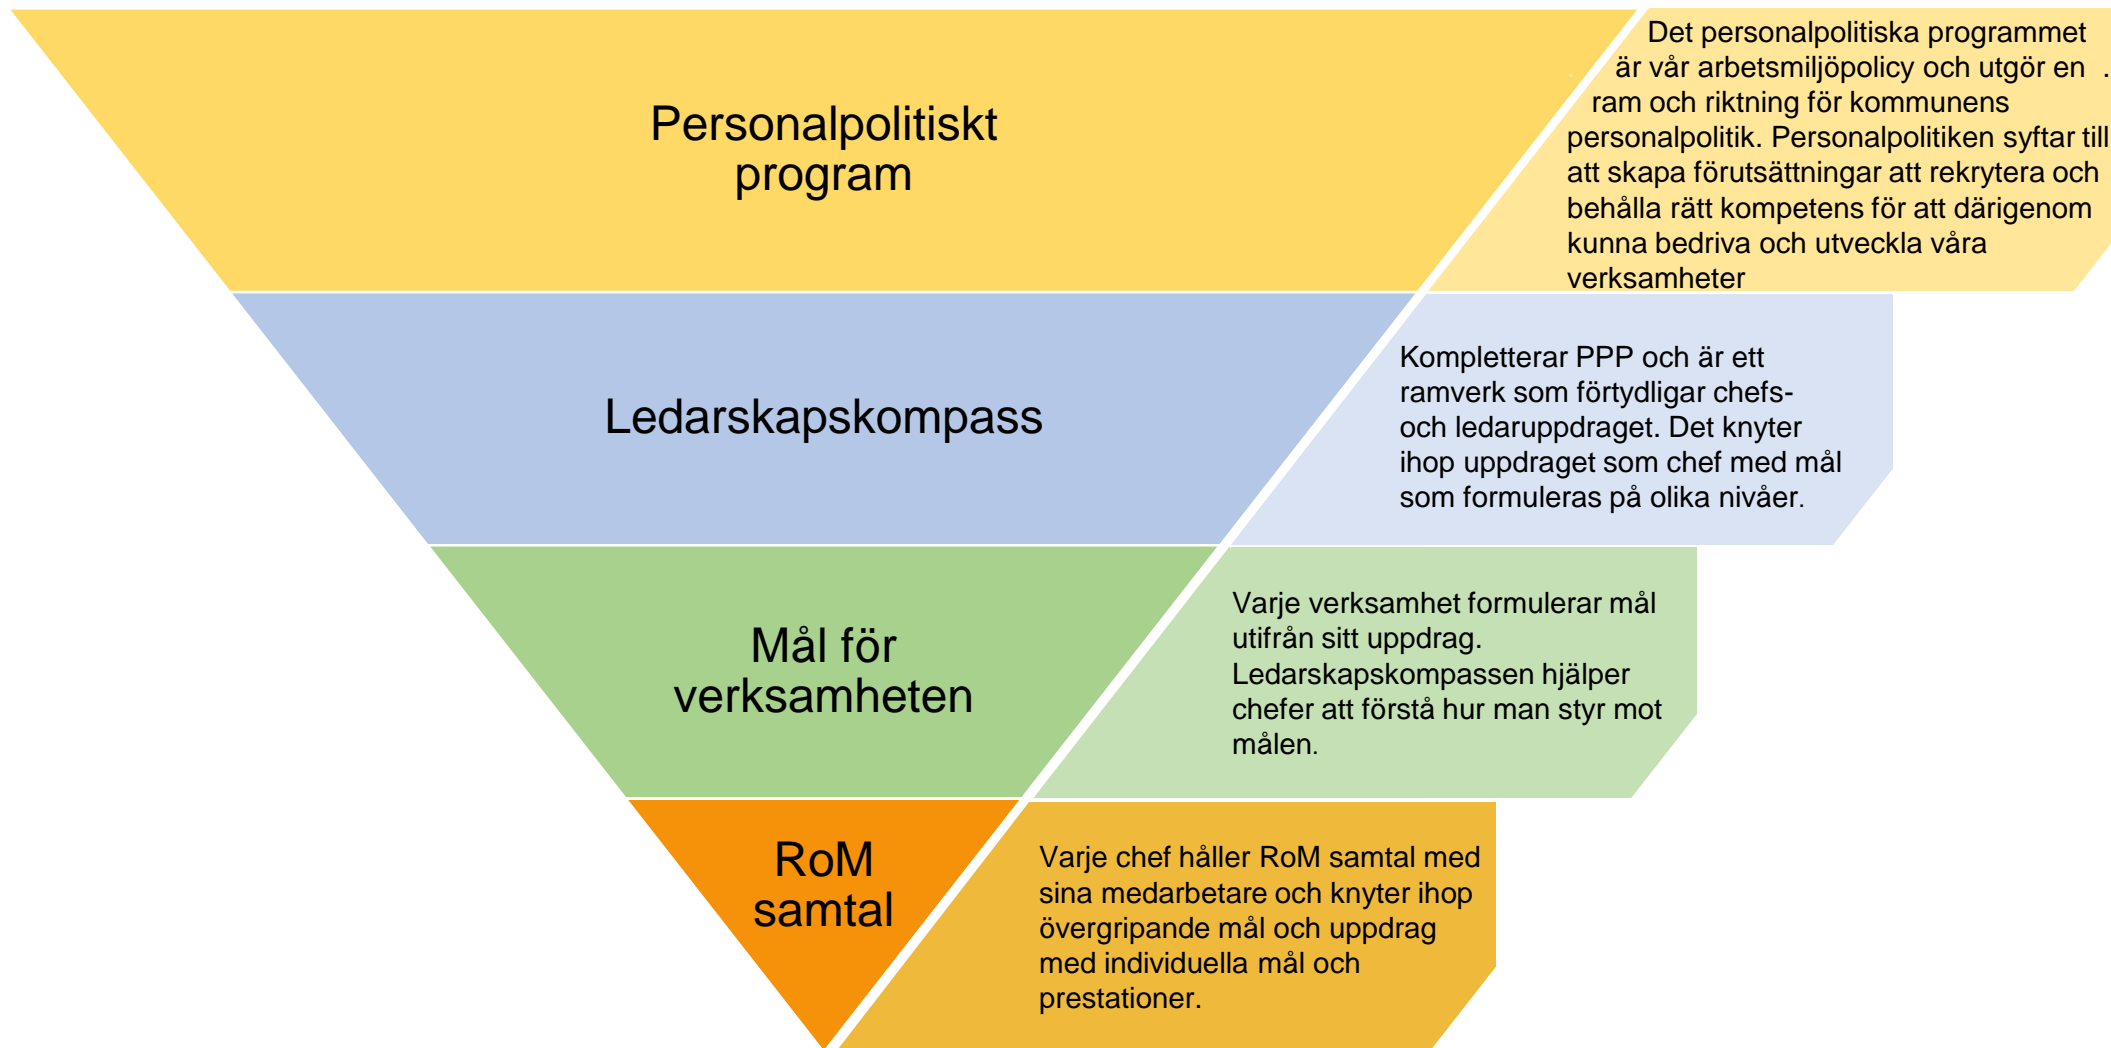 Personalpolitiskt
program
Det personalpolitiska programmet
är vår arbetsmiljöpolicy och utgör en .
ram och riktning för kommunens
personalpolitik. Personalpolitiken syftar till
att skapa förutsättningar att rekrytera och
behålla rätt kompetens för att därigenom
kunna bedriva och utveckla våra
verksamheter
Ledarskapskompass
Kompletterar PPP och är ett
ramverk som förtydligar chefs-
och ledaruppdraget. Det knyter
ihop uppdraget som chef med mål
som formuleras på olika nivåer.
Mål för
verksamheten
Varje verksamhet formulerar mål
utifrån sitt uppdrag.
Ledarskapskompassen hjälper
chefer att förstå hur man styr mot
målen.
RoM
samtal
Varje chef håller RoM samtal med
sina medarbetare och knyter ihop
övergripande mål och uppdrag
med individuella mål och
prestationer.